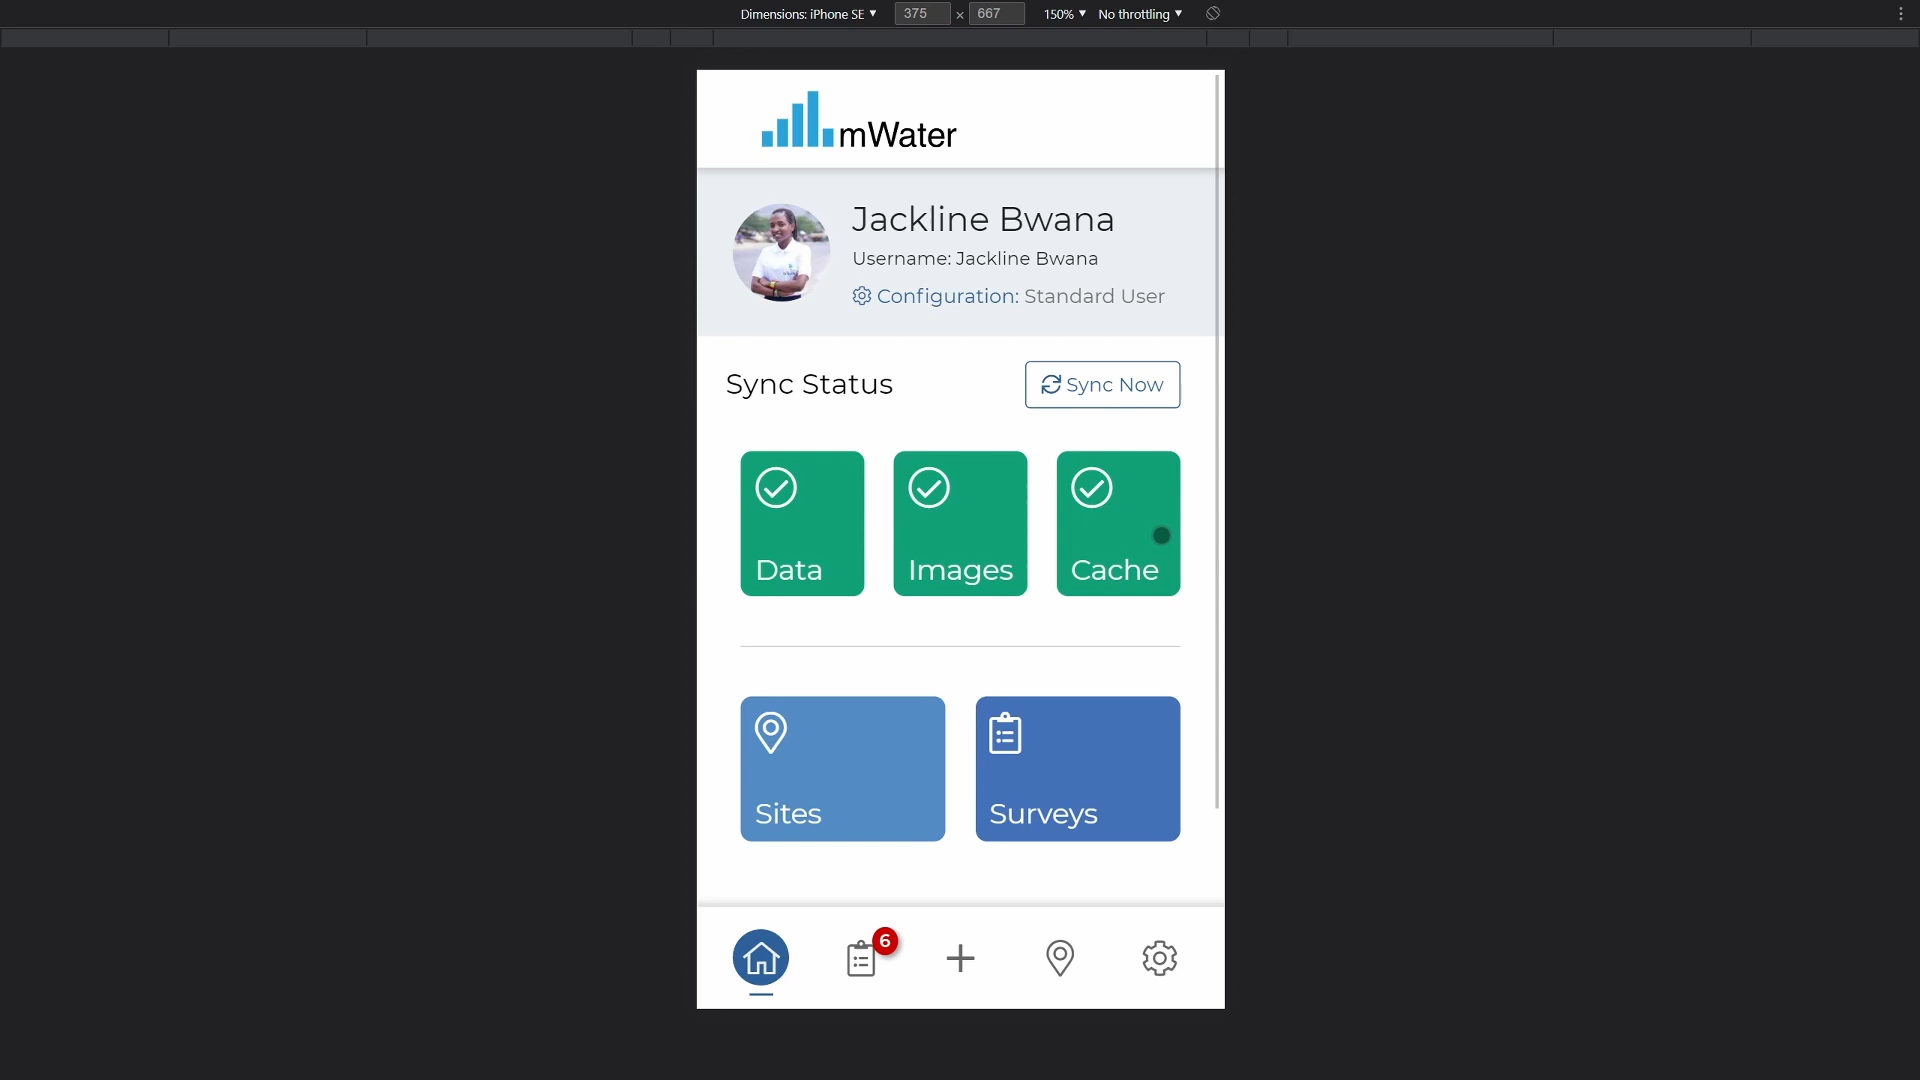 Dimensions: iPhone SE 375 × 667 150% No throttling
mWater
Jackline Bwana
Username: Jackline Bwana
Configuration: Standard User
Sync Status
Sync Now
Data Images Cache
Sites Surveys
6